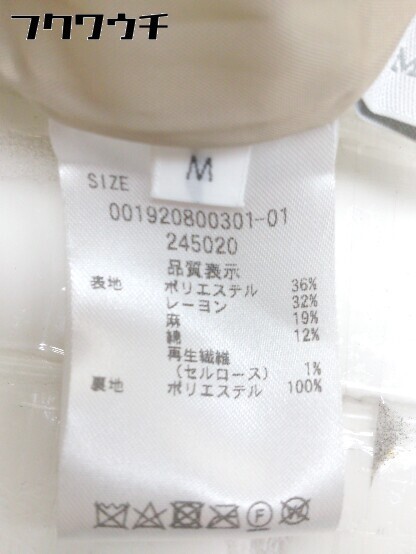 フクワウチ
M
SIZE M
001920800301-01
245020
品質表示
表地 ポリエステル 36%
レーヨン 32%
麻 19%
綿 12%
再生繊維
(セルロース) 1%
裏地 ポリエステル 100%
F W